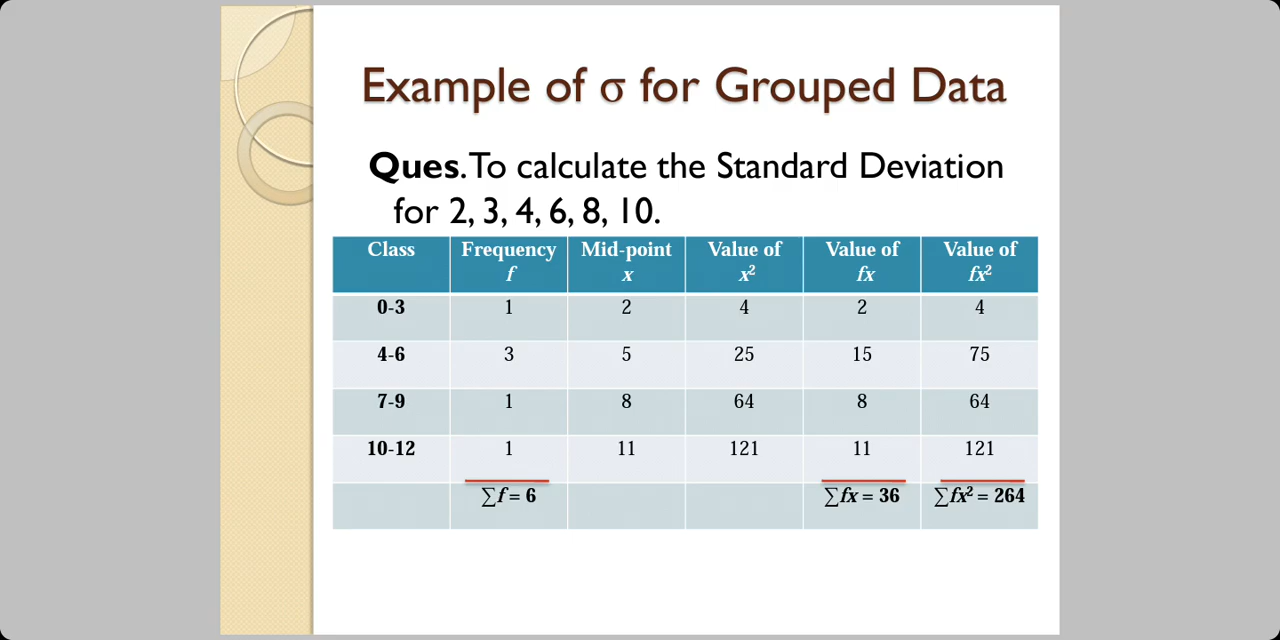 Example of σ for Grouped Data
Ques. To calculate the Standard Deviation
for 2, 3, 4, 6, 8, 10.
Class Frequency Mid-point Value of Value of Value of
f x x² fx fx²
0-3 1 2 4 2 4
4-6 3 5 25 15 75
7-9 1 8 64 8 64
10-12 1 11 121 11 121
∑f = 6 ∑fx = 36 ∑fx² = 264